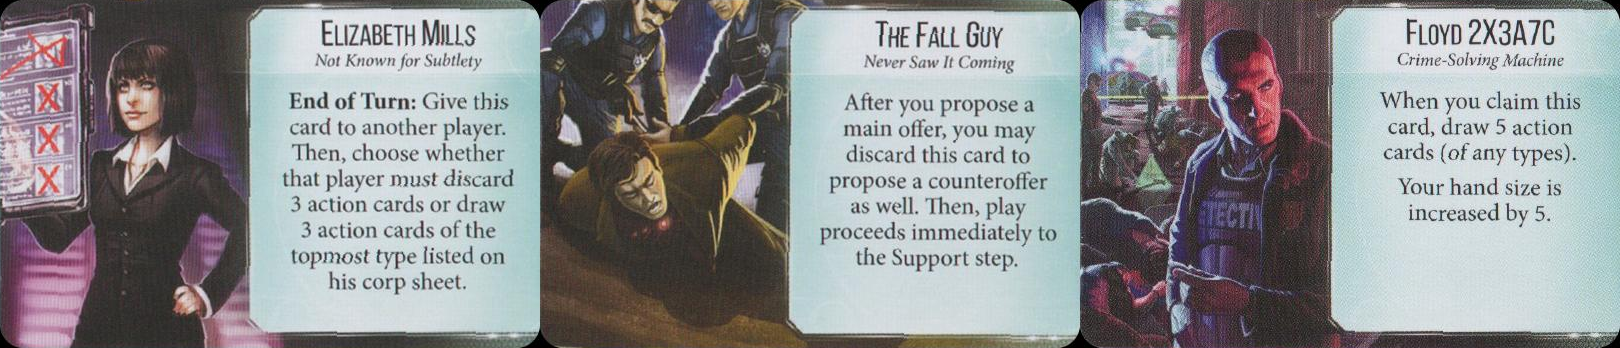 ELIZABETH MILLS
Not Known for Subtlety
End of Turn: Give this
card to another player.
Then, choose whether
that player must discard
3 action cards or draw
3 action cards of the
topmost type listed on
his corp sheet.
THE FALL GUY
Never Saw It Coming
After you propose a
main offer, you may
discard this card to
propose a counteroffer
as well. Then, play
proceeds immediately to
the Support step.
FLOYD 2X3A7C
Crime-Solving Machine
When you claim this
card, draw 5 action
cards (of any types).
Your hand size is
increased by 5.
ETECTIV